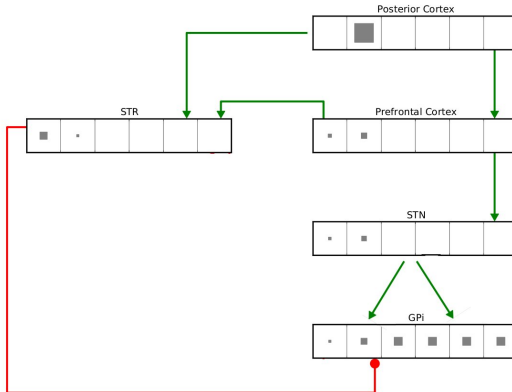 Posterior Cortex
STR
Prefrontal Cortex
STN
GPi